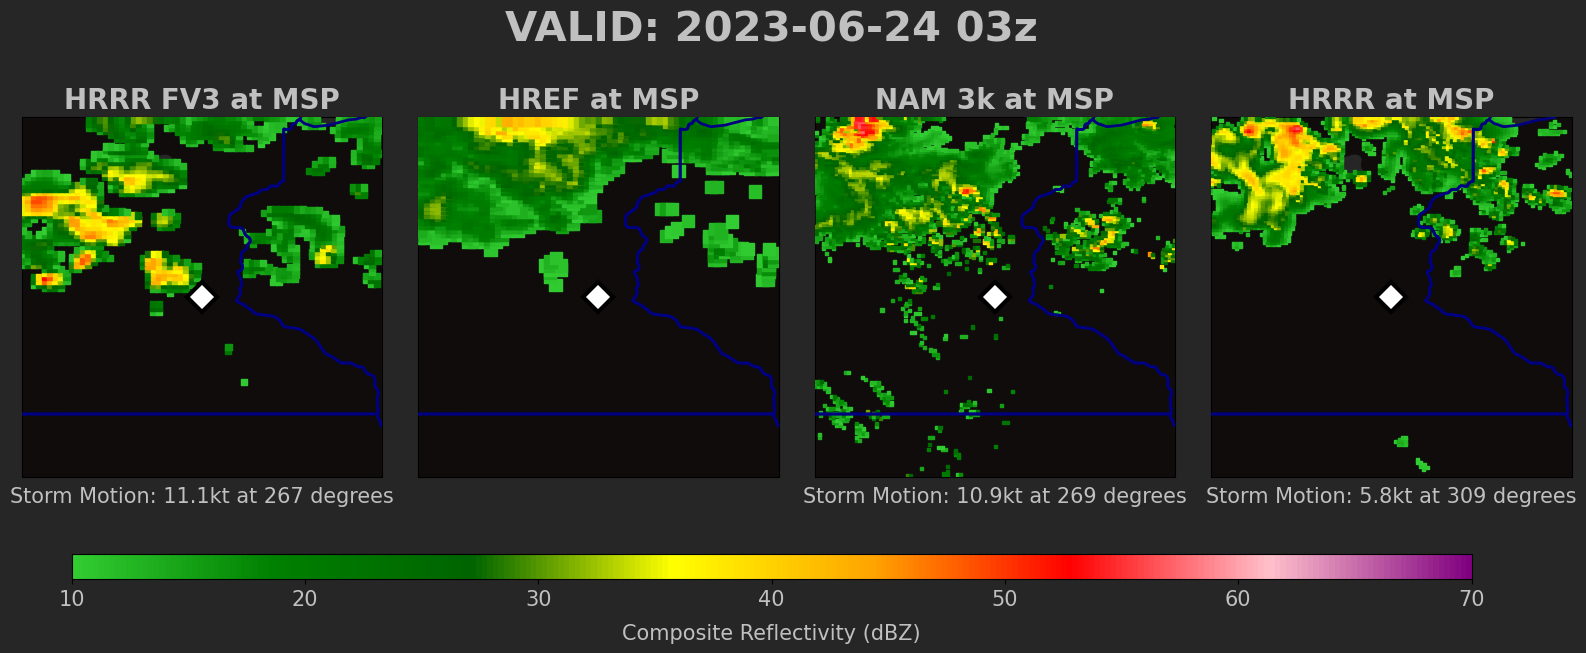 VALID: 2023-06-24 03z
HRRR FV3 at MSP
HREF at MSP
NAM 3k at MSP
HRRR at MSP
Storm Motion: 11.1kt at 267 degrees
Storm Motion: 10.9kt at 269 degrees
Storm Motion: 5.8kt at 309 degrees
10 20 30 40 50 60 70
Composite Reflectivity (dBZ)